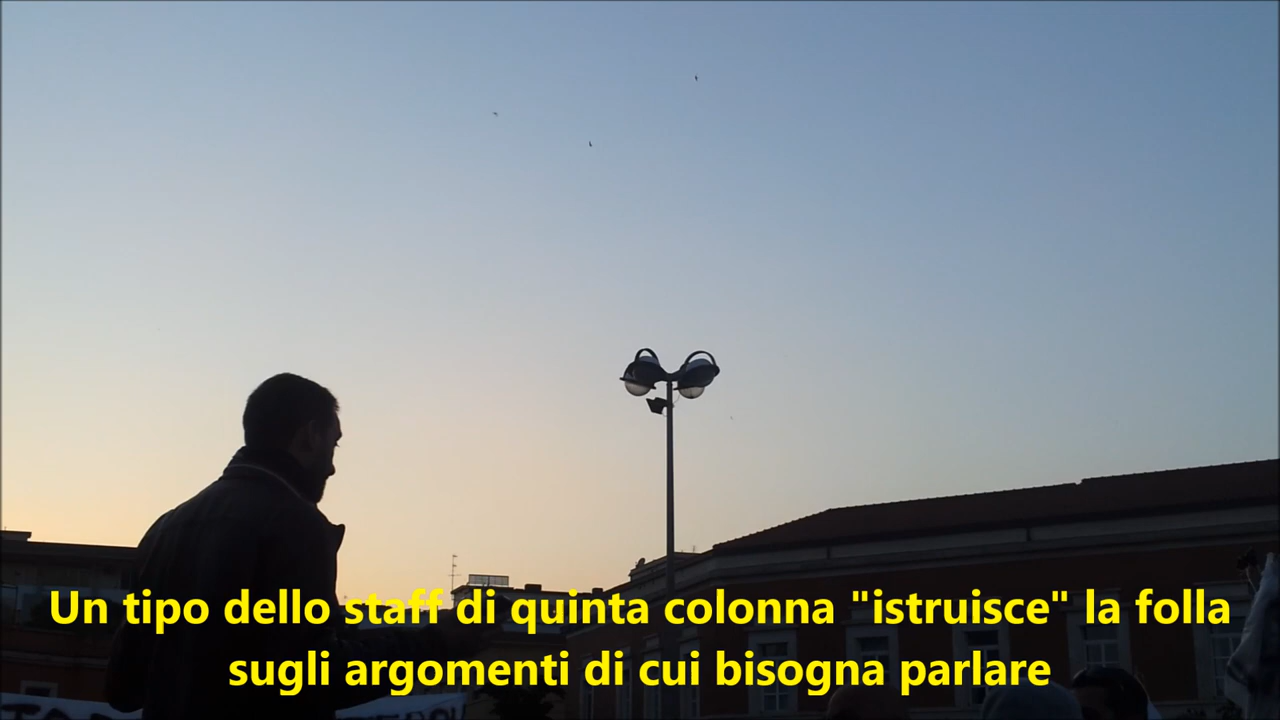 Un tipo dello staff di quinta colonna "istruisce" la folla
sugli argomenti di cui bisogna parlare